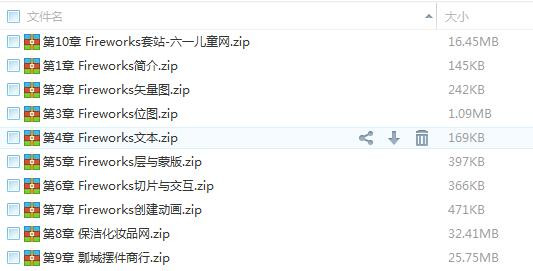 文件名 大小
第10章 Fireworks套站-六一儿童网.zip 16.45MB
第1章 Fireworks简介.zip 145KB
第2章 Fireworks矢量图.zip 242KB
第3章 Fireworks位图.zip 1.09MB
第4章 Fireworks文本.zip 169KB
第5章 Fireworks层与蒙版.zip 397KB
第6章 Fireworks切片与交互.zip 366KB
第7章 Fireworks创建动画.zip 471KB
第8章 保洁化妆品网.zip 32.41MB
第9章 瓢城摆件商行.zip 25.75MB